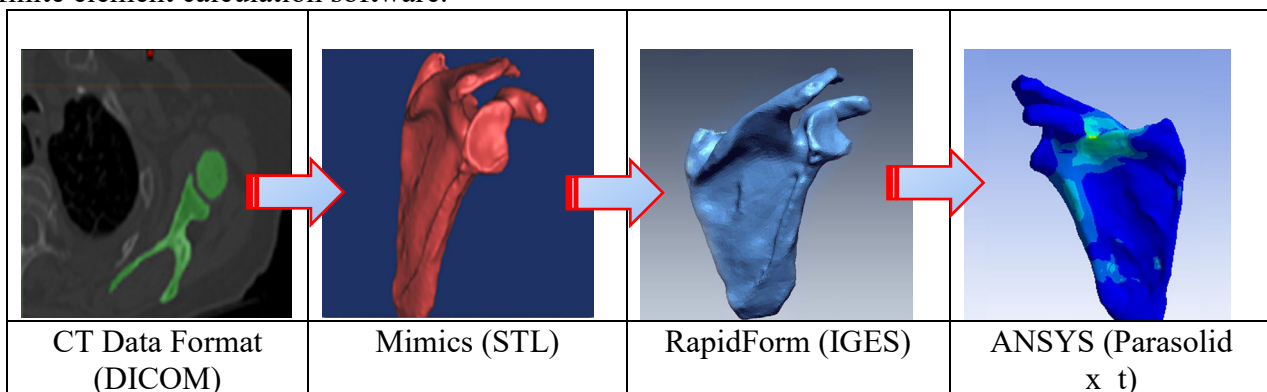 finite element calculation software.
CT Data Format
(DICOM)
Mimics (STL)
RapidForm (IGES)
ANSYS (Parasolid
x_t)